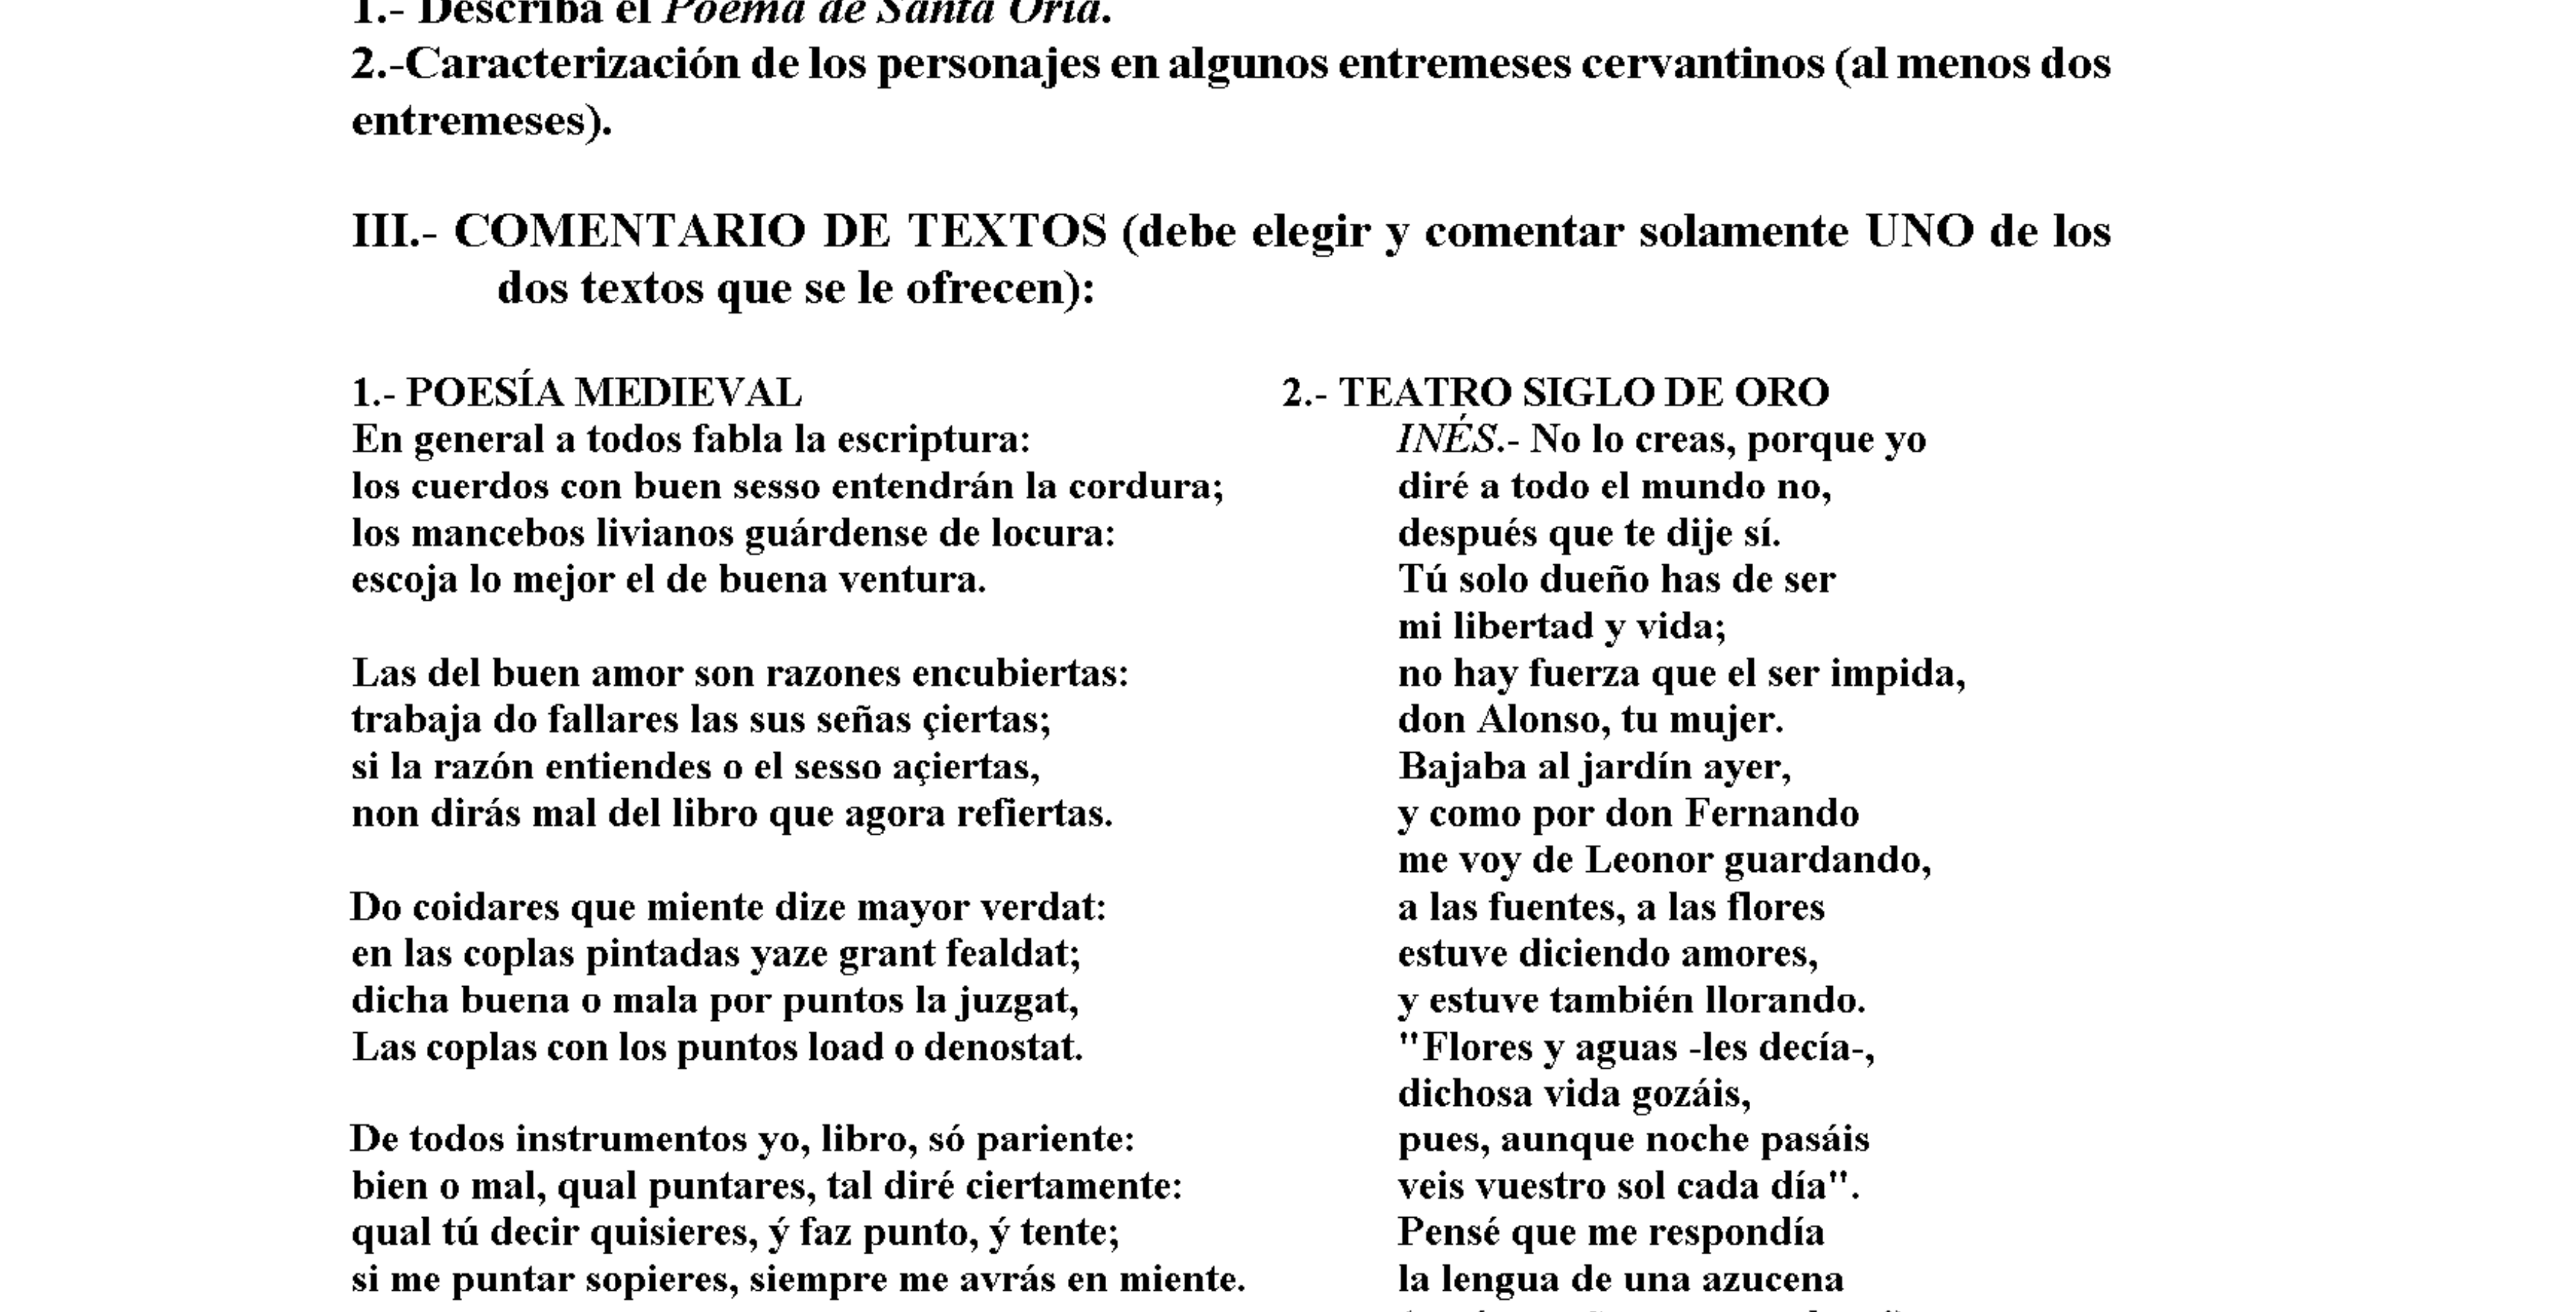 1.- Describa el Poema de Santa Oria.
2.-Caracterización de los personajes en algunos entremeses cervantinos (al menos dos
entremeses).
III.- COMENTARIO DE TEXTOS (debe elegir y comentar solamente UNO de los
dos textos que se le ofrecen):
1.- POESÍA MEDIEVAL
En general a todos fabla la escriptura:
los cuerdos con buen sesso entendrán la cordura;
los mancebos livianos guárdense de locura:
escoja lo mejor el de buena ventura.
Las del buen amor son razones encubiertas:
trabaja do fallares las sus señas çiertas;
si la razón entiendes o el sesso açiertas,
non dirás mal del libro que agora refiertas.
Do coidares que miente dize mayor verdat:
en las coplas pintadas yaze grant fealdat;
dicha buena o mala por puntos la juzgat,
Las coplas con los puntos load o denostat.
De todos instrumentos yo, libro, só pariente:
bien o mal, qual puntares, tal diré ciertamente:
qual tú decir quisieres, ý faz punto, ý tente;
si me puntar sopieres, siempre me avrás en miente.
2.- TEATRO SIGLO DE ORO
INÉS.- No lo creas, porque yo
diré a todo el mundo no,
después que te dije sí.
Tú solo dueño has de ser
mi libertad y vida;
no hay fuerza que el ser impida,
don Alonso, tu mujer.
Bajaba al jardín ayer,
y como por don Fernando
me voy de Leonor guardando,
a las fuentes, a las flores
estuve diciendo amores,
y estuve también llorando.
"Flores y aguas -les decía-,
dichosa vida gozáis,
pues, aunque noche pasáis
veis vuestro sol cada día".
Pensé que me respondía
la lengua de una azucena